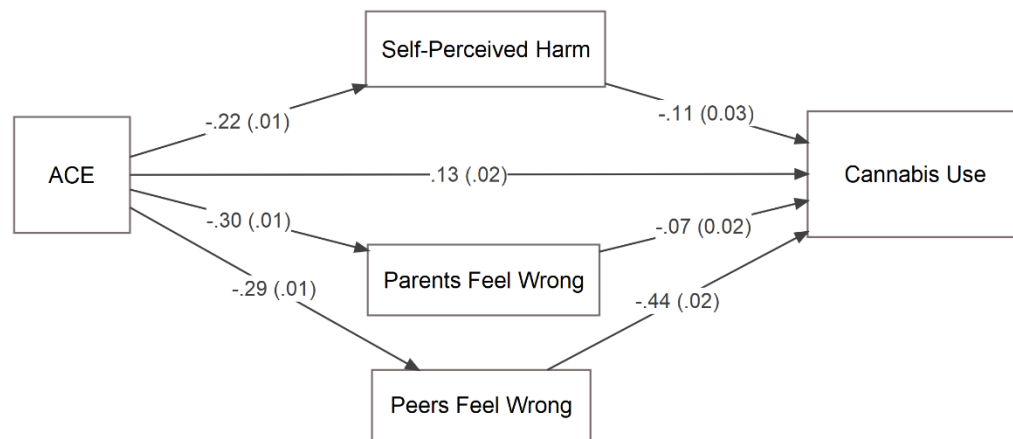 Self-Perceived Harm
-.22 (.01)
-.11 (0.03)
ACE
.13 (.02)
Cannabis Use
-.30 (.01)
-.07 (0.02)
Parents Feel Wrong
-.29 (.01)
-.44 (.02)
Peers Feel Wrong